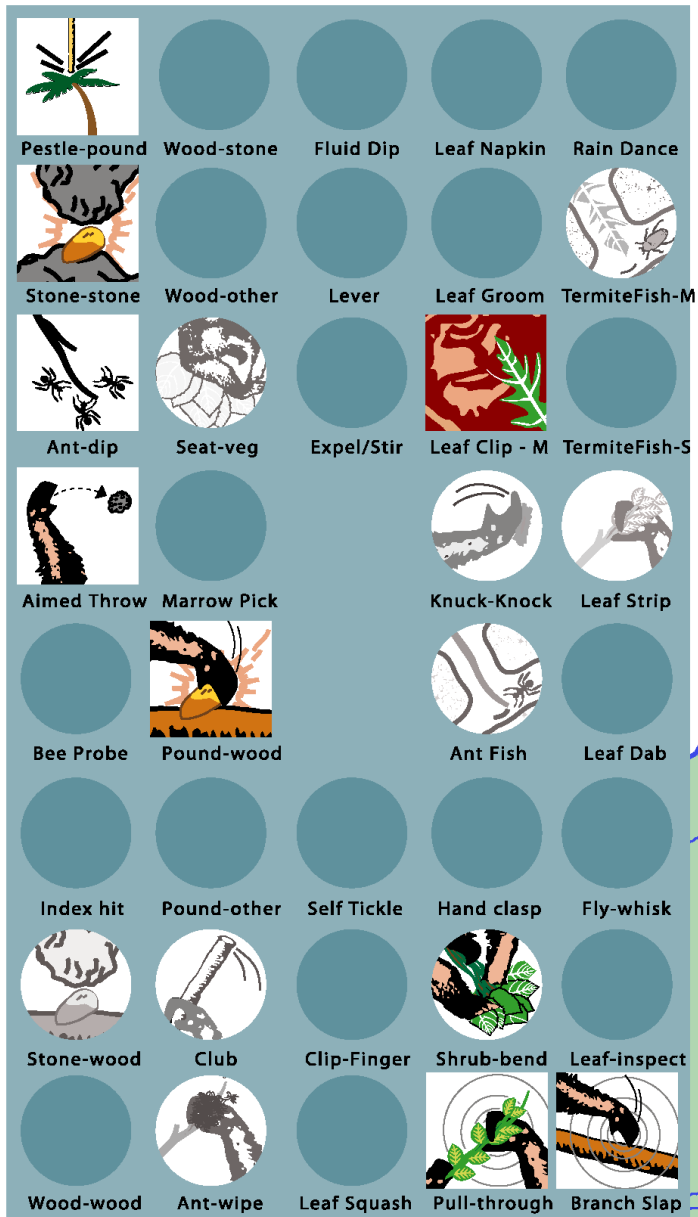 Pestle-pound Wood-stone Fluid Dip Leaf Napkin Rain Dance
Stone-stone Wood-other Lever Leaf Groom TermiteFish-M
Ant-dip Seat-veg Expel/Stir Leaf Clip - M TermiteFish-S
Aimed Throw Marrow Pick Knuck-Knock Leaf Strip
Bee Probe Pound-wood Ant Fish Leaf Dab
Index hit Pound-other Self Tickle Hand clasp Fly-whisk
Stone-wood Club Clip-Finger Shrub-bend Leaf-inspect
Wood-wood Ant-wipe Leaf Squash Pull-through Branch Slap